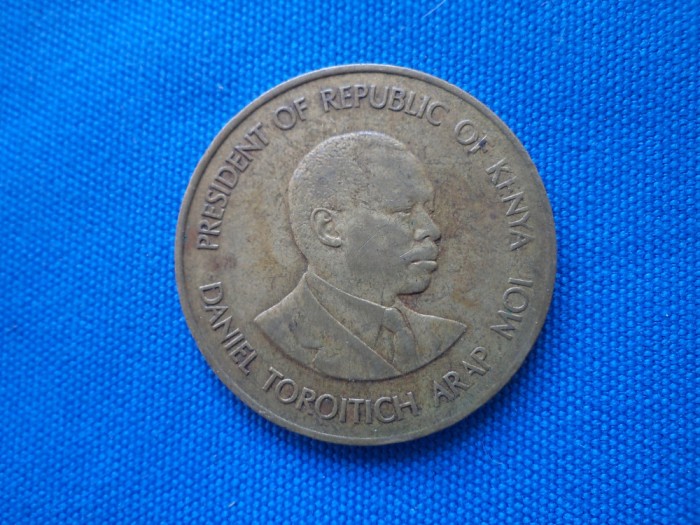 PRESIDENT OF REPUBLIC OF KENYA
DANIEL TOROITICH ARAP MOI